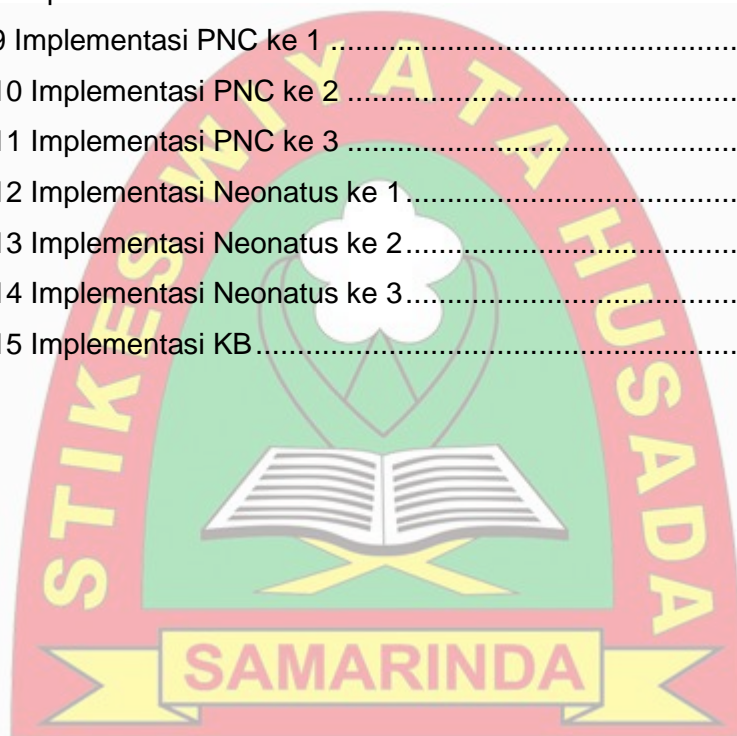 9 Implementasi PNC ke 1 ..................................................
10 Implementasi PNC ke 2 ................................................
11 Implementasi PNC ke 3 ................................................
12 Implementasi Neonatus ke 1.........................................
13 Implementasi Neonatus ke 2.........................................
14 Implementasi Neonatus ke 3.........................................
15 Implementasi KB............................................................
STIKES WIYATA HUSADA
SAMARINDA